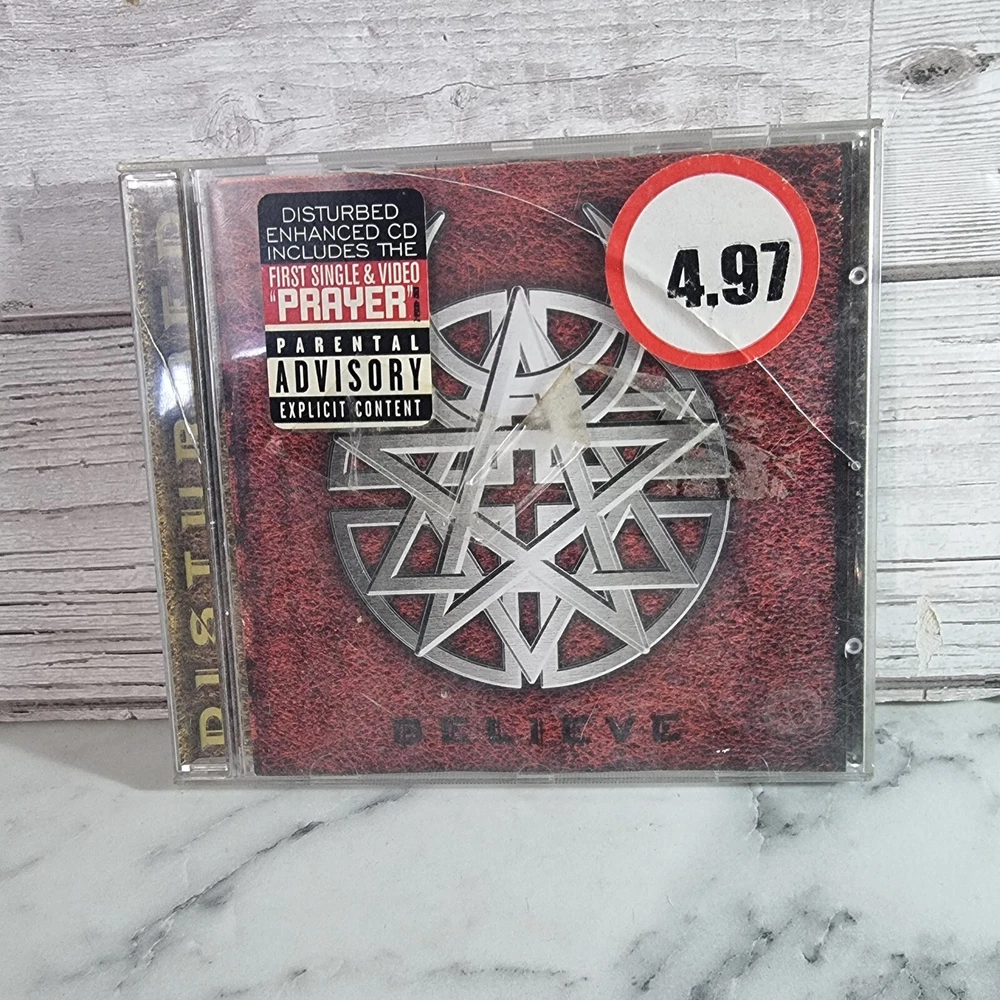 DISTURBED
ENHANCED CD
INCLUDES THE
FIRST SINGLE & VIDEO
"PRAYER"
PARENTAL
ADVISORY
EXPLICIT CONTENT
4.97
DISTURBED
BELIEVE